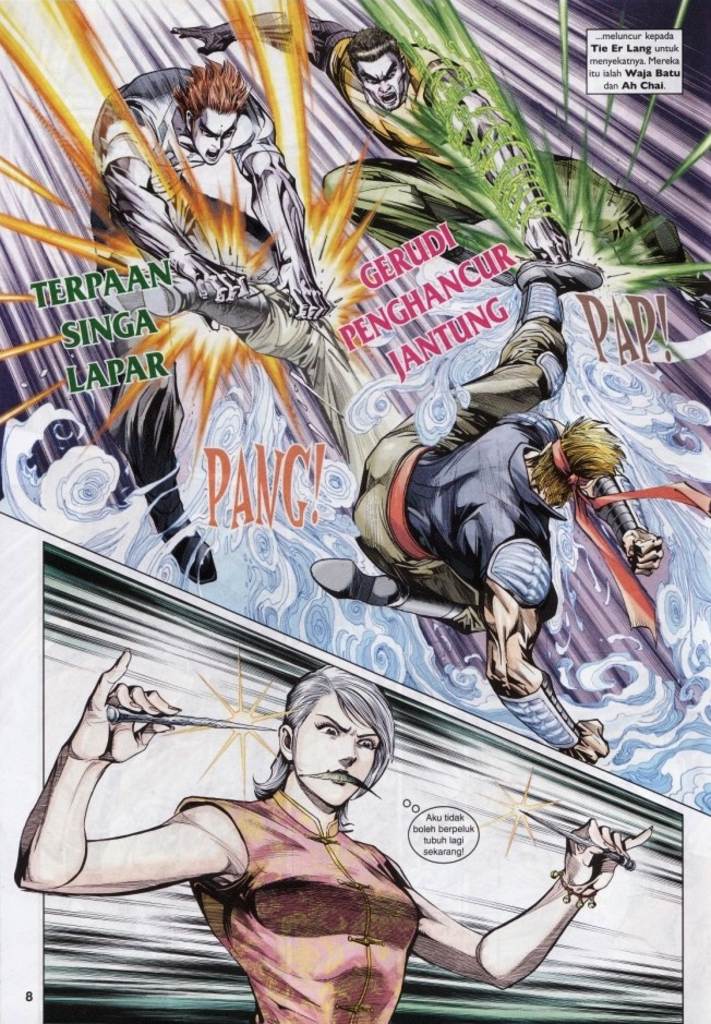 ...meluncur kepada
Tie Er Lang untuk
menyekatnya. Mereka
itu ialah Waja Batu
dan Ah Chai.
TERPAAN
SINGA
LAPAR
GERUDI
PENGHANCUR
JANTUNG
PAP!
PANG!
Aku tidak
boleh berpeluk
tubuh lagi
sekarang!
8